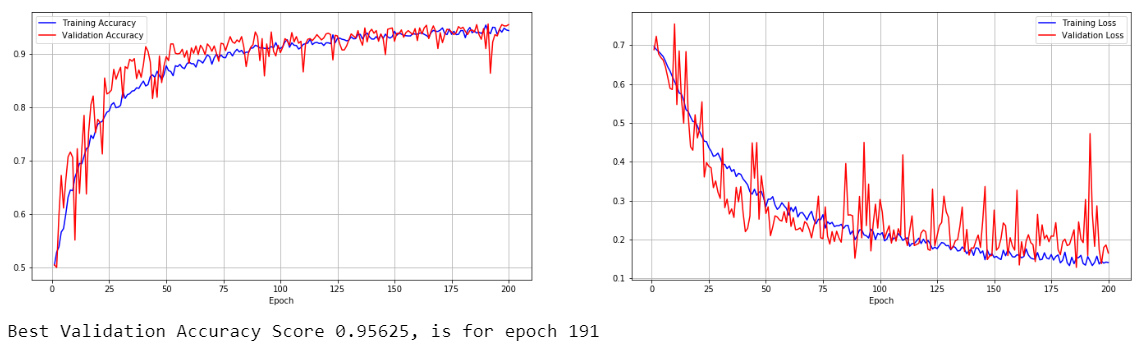 Training Accuracy
Validation Accuracy
0.9
0.8
0.7
0.6
0.5
0 25 50 75 100 125 150 175 200
Epoch
Training Loss
Validation Loss
0.7
0.6
0.5
0.4
0.3
0.2
0.1
0 25 50 75 100 125 150 175 200
Epoch
Best Validation Accuracy Score 0.95625, is for epoch 191